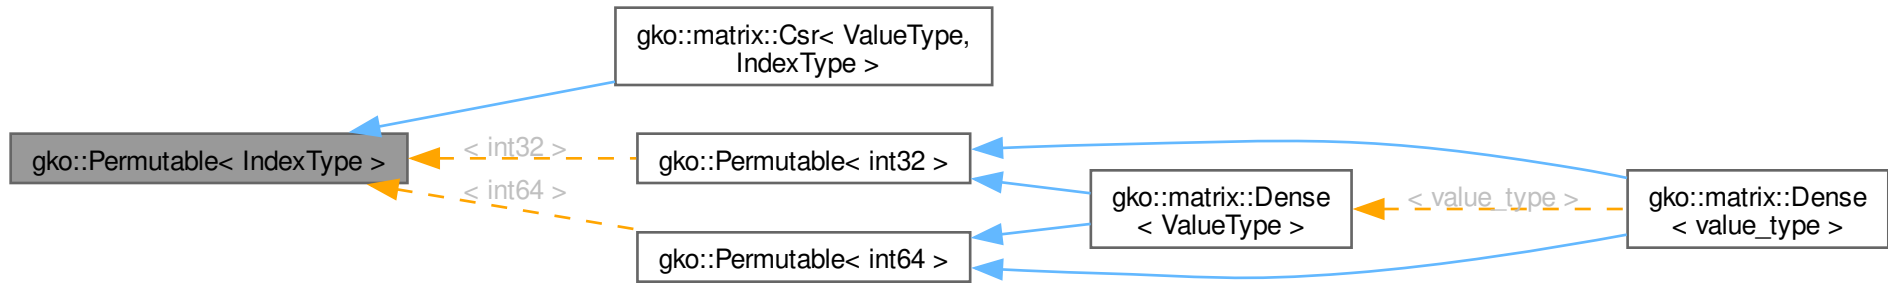 gko::matrix::Csr< ValueType,
IndexType >
gko::Permutable< IndexType >
< int32 >
gko::Permutable< int32 >
< int64 >
gko::Permutable< int64 >
gko::matrix::Dense
< ValueType >
< value_type >
gko::matrix::Dense
< value_type >